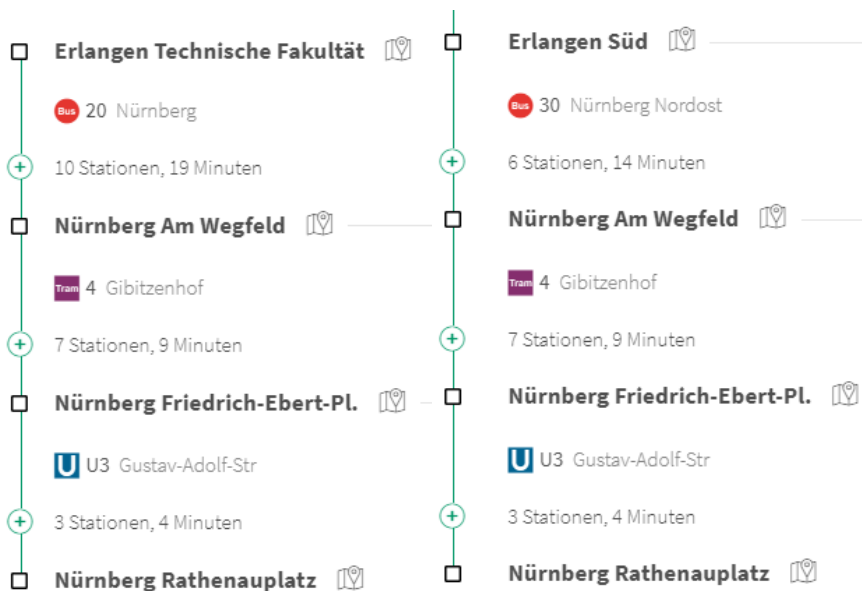 Erlangen Technische Fakultät
Bus 20 Nürnberg
10 Stationen, 19 Minuten
Nürnberg Am Wegfeld
Tram 4 Gibitzenhof
7 Stationen, 9 Minuten
Nürnberg Friedrich-Ebert-Pl.
U U3 Gustav-Adolf-Str
3 Stationen, 4 Minuten
Nürnberg Rathenauplatz
Erlangen Süd
Bus 30 Nürnberg Nordost
6 Stationen, 14 Minuten
Nürnberg Am Wegfeld
Tram 4 Gibitzenhof
7 Stationen, 9 Minuten
Nürnberg Friedrich-Ebert-Pl.
U U3 Gustav-Adolf-Str
3 Stationen, 4 Minuten
Nürnberg Rathenauplatz